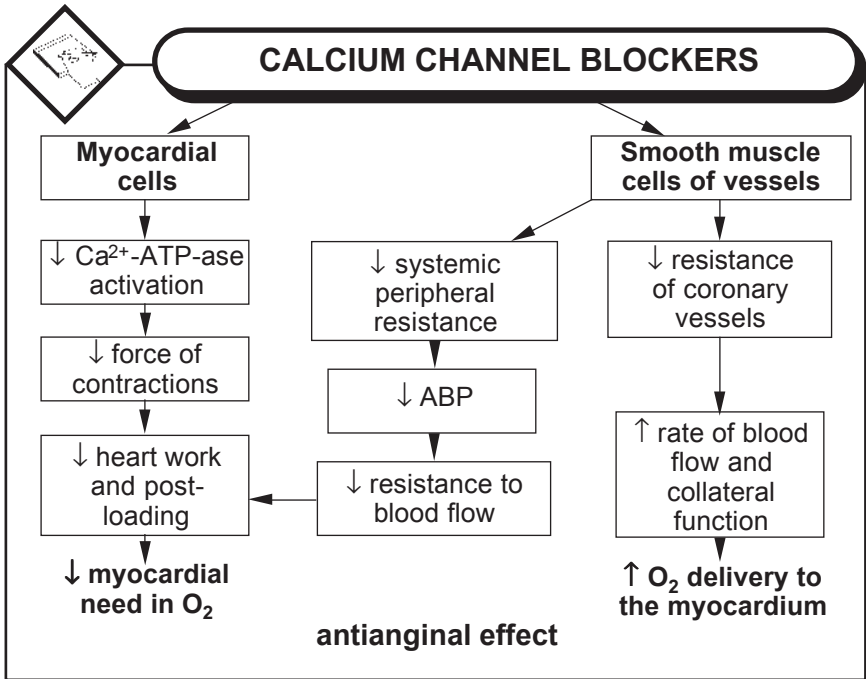 CALCIUM CHANNEL BLOCKERS
Myocardial
cells
Smooth muscle
cells of vessels
↓ Ca²⁺-ATP-ase
activation
↓ systemic
peripheral
resistance
↓ resistance
of coronary
vessels
↓ force of
contractions
↓ ABP
↓ heart work
and post-
loading
↓ resistance to
blood flow
↑ rate of blood
flow and
collateral
function
↓ myocardial
need in O₂
↑ O₂ delivery to
the myocardium
antianginal effect